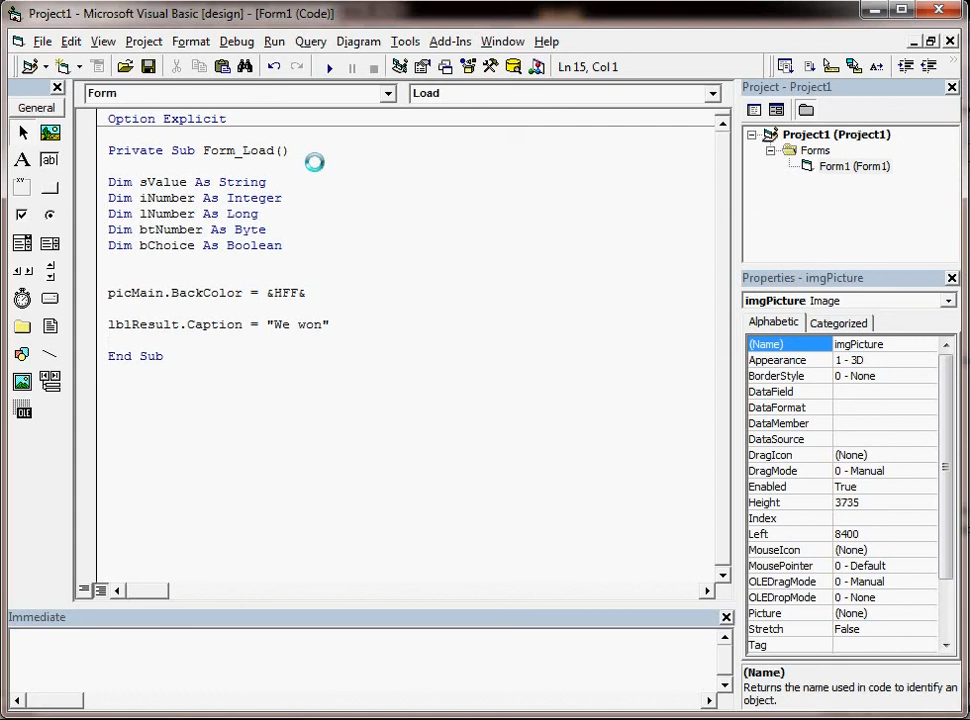 Project1 - Microsoft Visual Basic [design] - [Form1 (Code)]
File Edit View Project Format Debug Run Query Diagram Tools Add-Ins Window Help
Ln 15, Col 1
General
Form
Load
Option Explicit
Private Sub Form_Load()
Dim sValue As String
Dim iNumber As Integer
Dim lNumber As Long
Dim btNumber As Byte
Dim bChoice As Boolean
picMain.BackColor = &HFF&
lblResult.Caption = "We won"
End Sub
Immediate
Project - Project1
Project1 (Project1)
Forms
Form1 (Form1)
Properties - imgPicture
imgPicture Image
Alphabetic Categorized
(Name) imgPicture
Appearance 1 - 3D
BorderStyle 0 - None
DataField
DataFormat
DataMember
DataSource
DragIcon (None)
DragMode 0 - Manual
Enabled True
Height 3735
Index
Left 8400
MouseIcon (None)
MousePointer 0 - Default
OLEDragMode 0 - Manual
OLEDropMode 0 - None
Picture (None)
Stretch False
Tag
(Name)
Returns the name used in code to identify an
object.